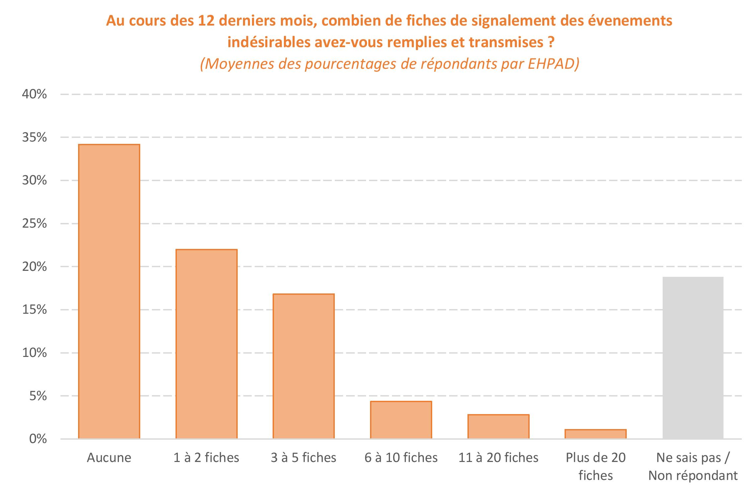 Au cours des 12 derniers mois, combien de fiches de signalement des évenements
indésirables avez-vous remplies et transmises ?
(Moyennes des pourcentages de répondants par EHPAD)
40%
35%
30%
25%
20%
15%
10%
5%
0%
Aucune
1 à 2 fiches
3 à 5 fiches
6 à 10 fiches
11 à 20 fiches
Plus de 20
fiches
Ne sais pas /
Non répondant